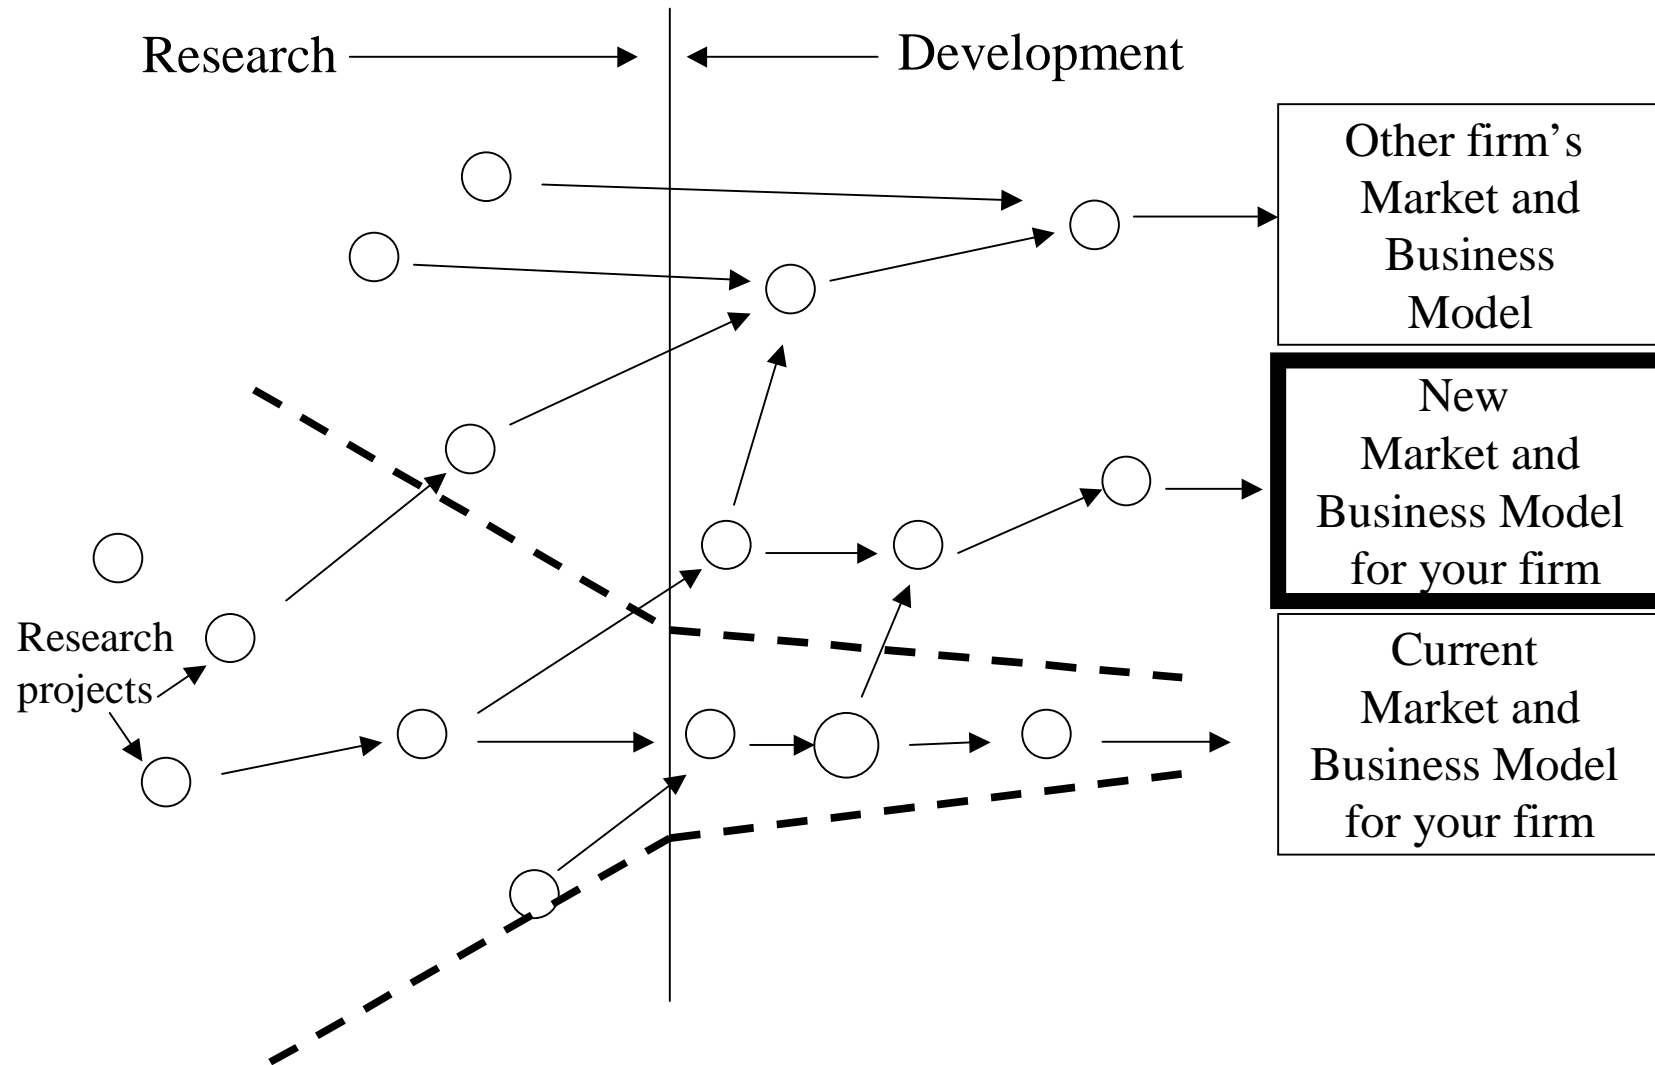 Research
Development
Other firm’s
Market and
Business
Model
New
Market and
Business Model
for your firm
Research
projects
Current
Market and
Business Model
for your firm